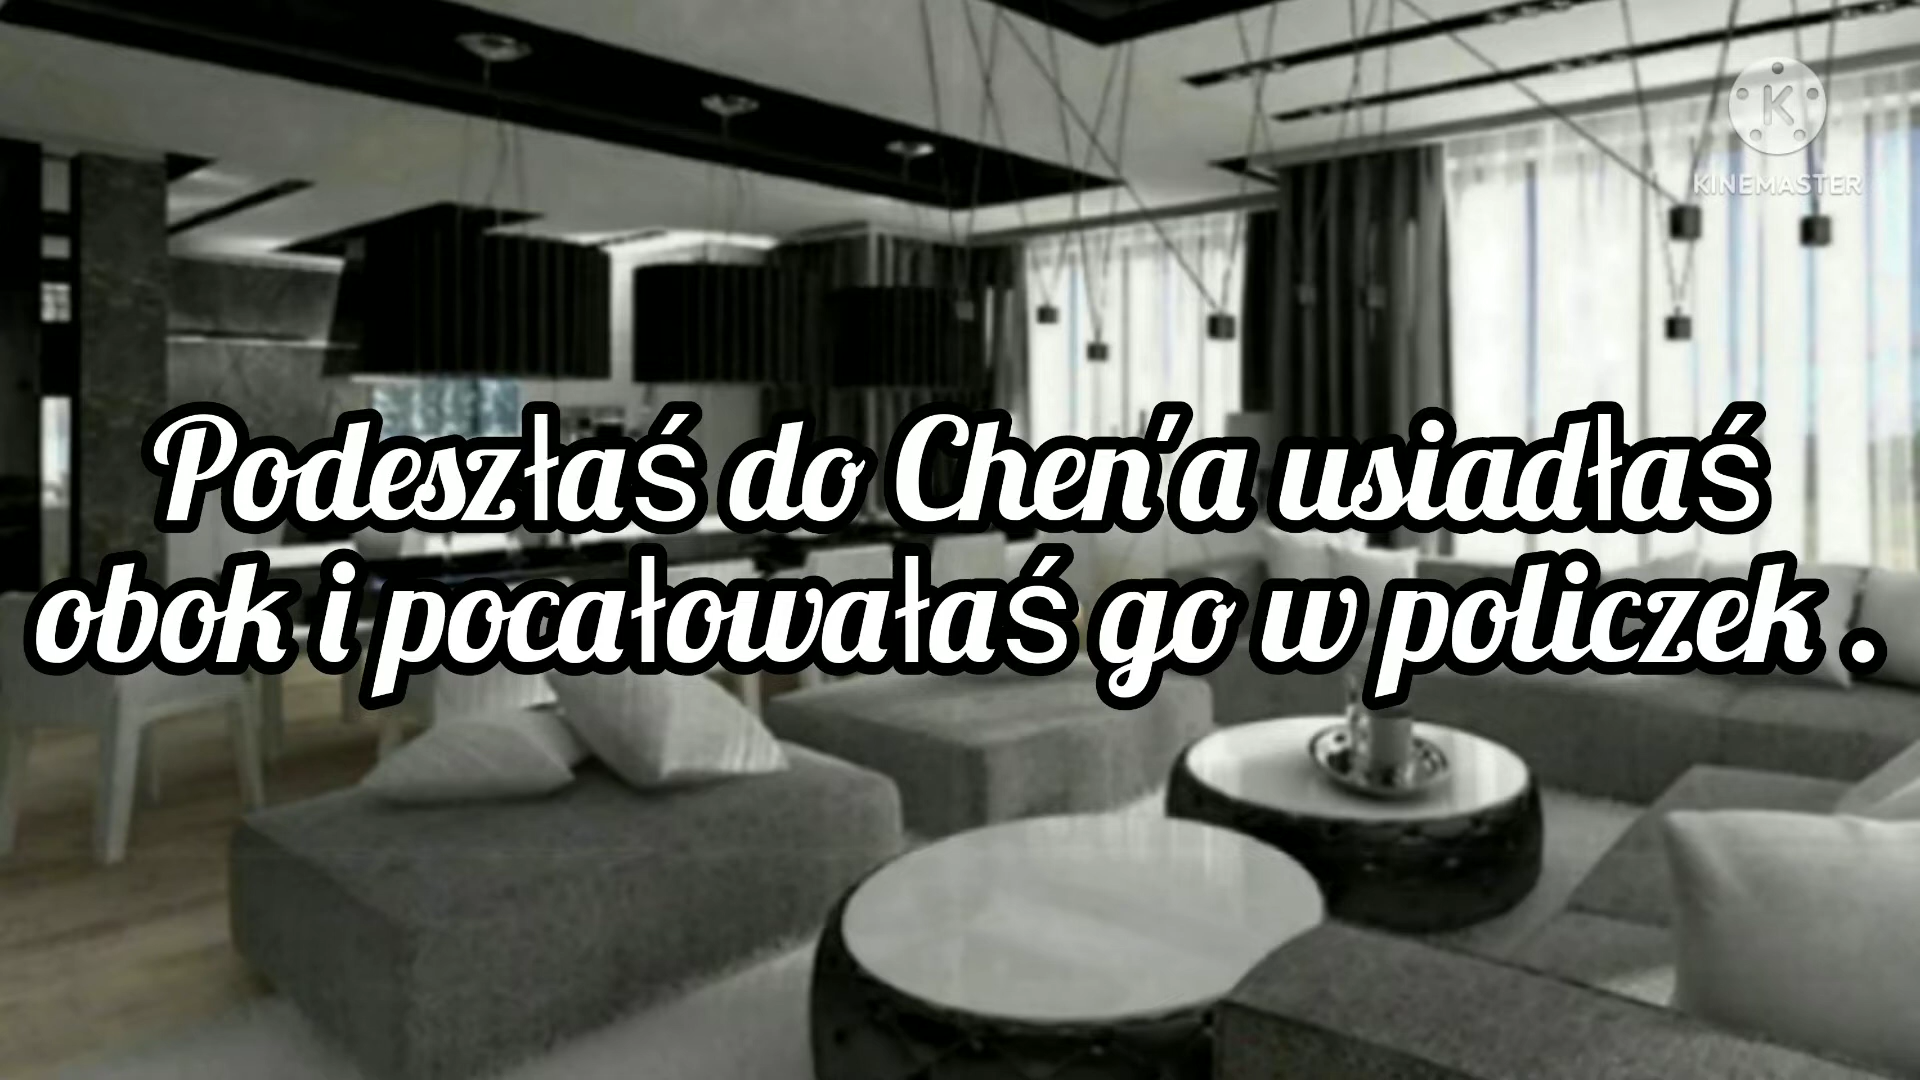 K
KINEMASTER
Podeszłaś do Chen'a usiadłaś
obok i pocałowałaś go w policzek .